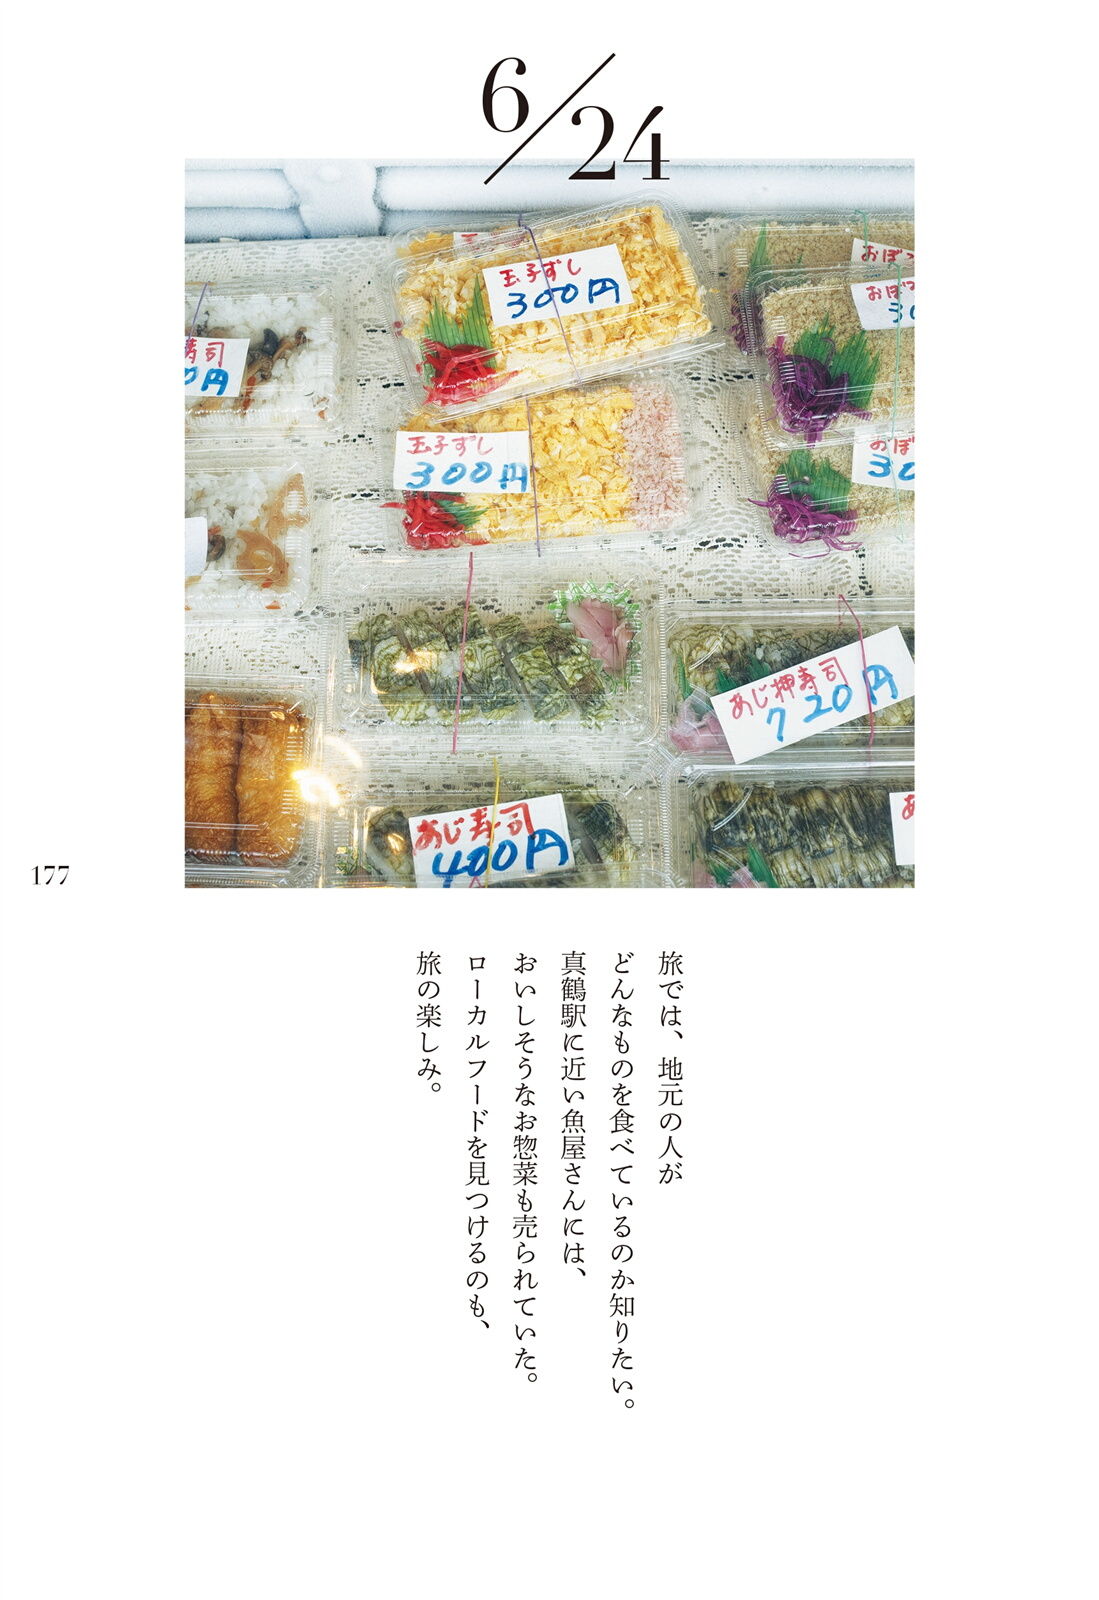 6/24
玉子ずし
300円
玉子ずし
300円
おぼ
おぼ
30
おぼ
30
寿司
0円
あじ押寿司
720円
あじ寿司
400円
あ
177
旅では、地元の人が
どんなものを食べているのか知りたい。
真鶴駅に近い魚屋さんには、
おいしそうなお惣菜も売られていた。
ローカルフードを見つけるのも、
旅の楽しみ。